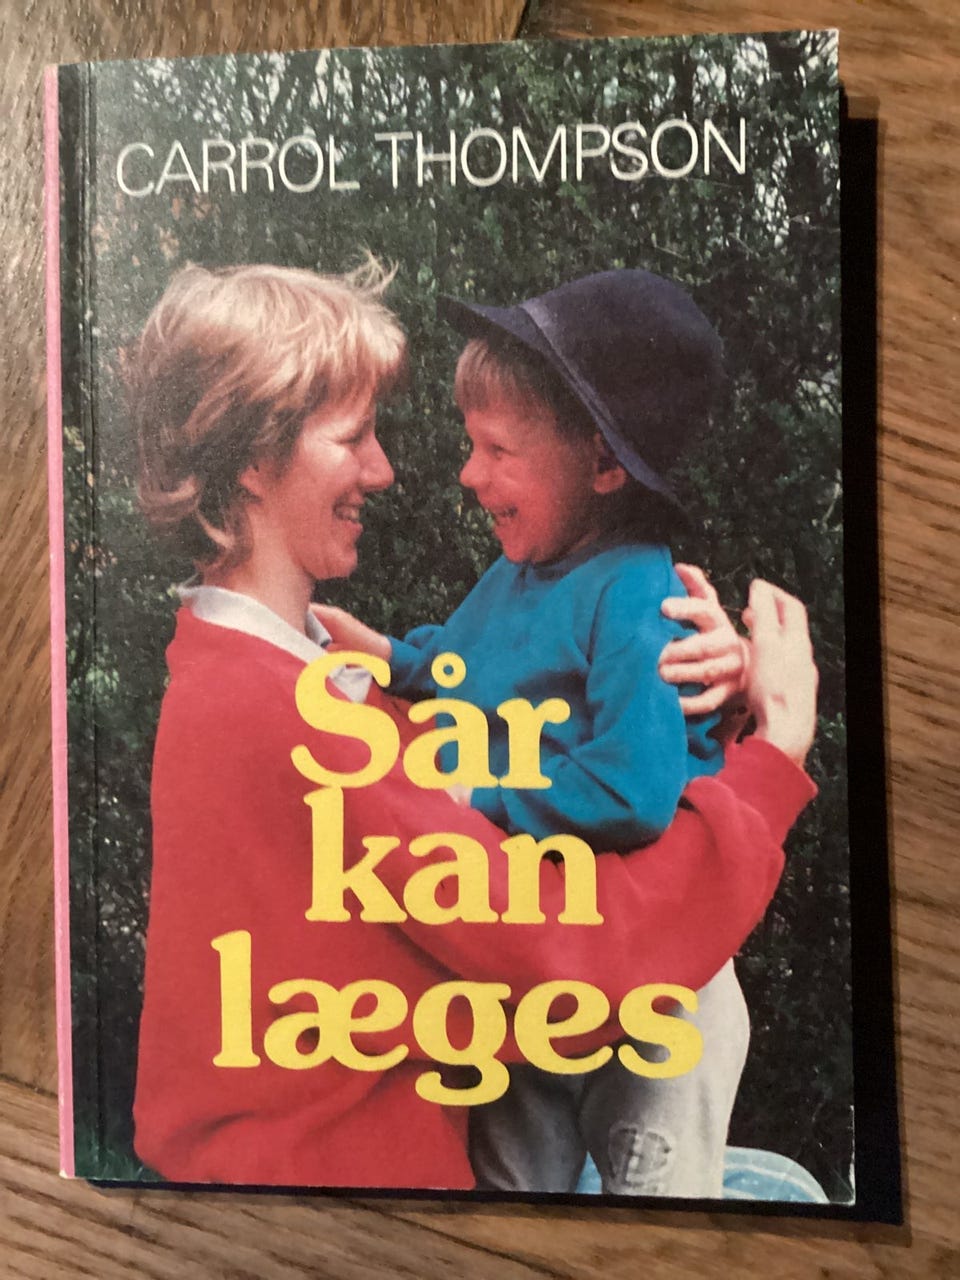 CARROL THOMPSON
Sår
kan
læges